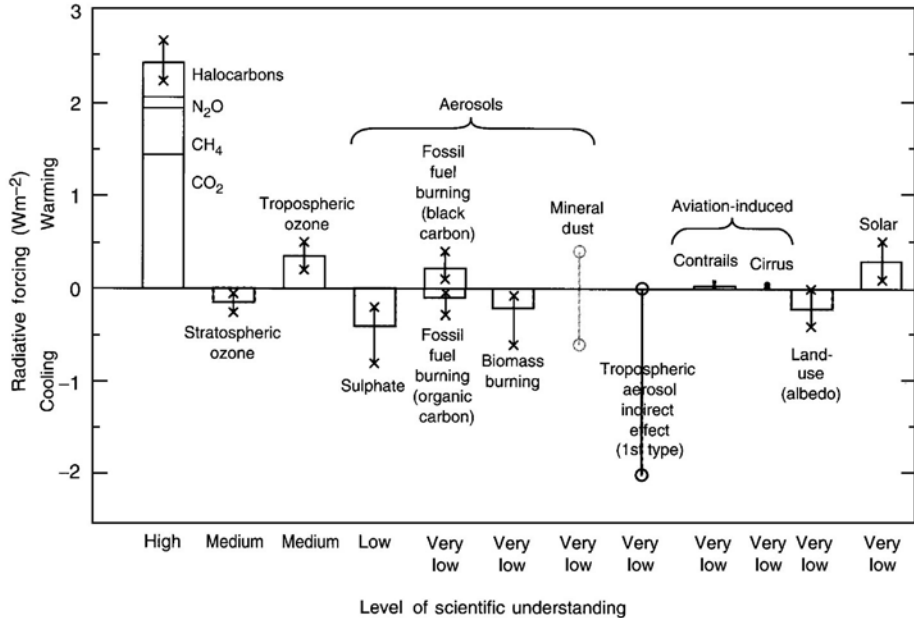 3
2
1
0
−1
−2
Radiative forcing (Wm−2)
Cooling
Warming
Halocarbons
N2O
CH4
CO2
Stratospheric
ozone
Tropospheric
ozone
Aerosols
Sulphate
Fossil
fuel
burning
(black
carbon)
Fossil
fuel
burning
(organic
carbon)
Biomass
burning
Mineral
dust
Tropospheric
aerosol
indirect
effect
(1st type)
Aviation-induced
Contrails
Cirrus
Land-
use
(albedo)
Solar
High
Medium
Medium
Low
Very
low
Very
low
Very
low
Very
low
Very
low
Very
low
Very
low
Very
low
Level of scientific understanding